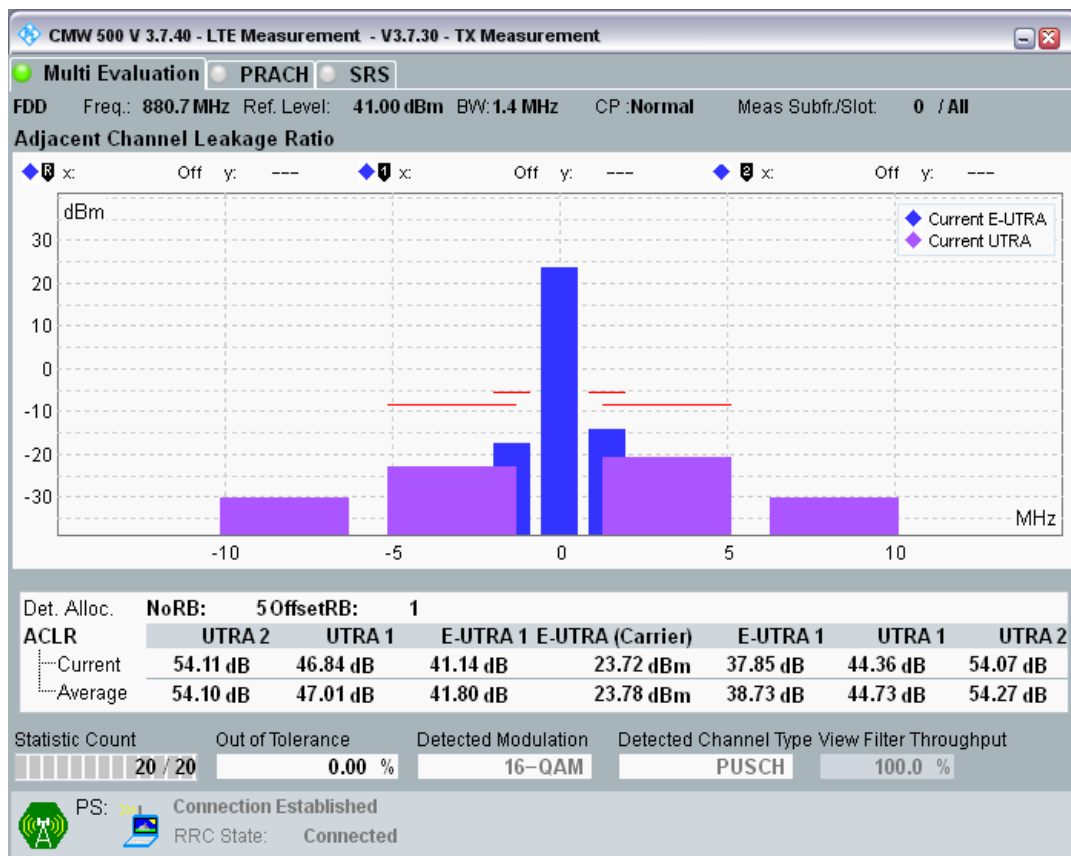 CMW 500 V 3.7.40 - LTE Measurement - V3.7.30 - TX Measurement
Multi Evaluation PRACH SRS
FDD Freq.: 880.7 MHz Ref. Level: 41.00 dBm BW: 1.4 MHz CP :Normal Meas Subfr./Slot: 0 / All
Adjacent Channel Leakage Ratio
R x: Off y: --- 1 x: Off y: --- 2 x: Off y: ---
dBm
Current E-UTRA
Current UTRA
30
20
10
0
-10
-20
-30
MHz
-10 -5 0 5 10
Det. Alloc. NoRB: 5 OffsetRB: 1
ACLR UTRA 2 UTRA 1 E-UTRA 1 E-UTRA (Carrier) E-UTRA 1 UTRA 1 UTRA 2
Current 54.11 dB 46.84 dB 41.14 dB 23.72 dBm 37.85 dB 44.36 dB 54.07 dB
Average 54.10 dB 47.01 dB 41.80 dB 23.78 dBm 38.73 dB 44.73 dB 54.27 dB
Statistic Count Out of Tolerance Detected Modulation Detected Channel Type View Filter Throughput
20 / 20 0.00 % 16-QAM PUSCH 100.0 %
PS: Connection Established
RRC State: Connected